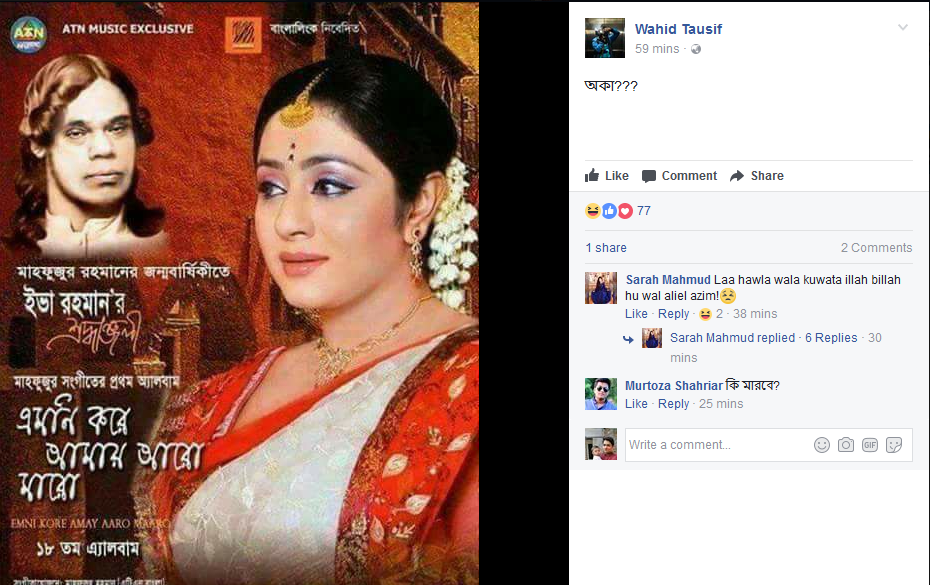 ATN
MUSIC
ATN MUSIC EXCLUSIVE
বাংলালিংক নিবেদিত
মাহফুজুর রহমানের জন্মবার্ষিকীতে
ইভা রহমান'র
শ্রদ্ধাঞ্জলী
মাহফুজুর সংগীতের প্রথম অ্যালবাম
এমনি করে
আমায় আরো
মারো
EMNI KORE AMAY AARO MAARO
১৮ তম এ্যালবাম
Wahid Tausif
59 mins ·
অকা???
Like Comment Share
77
1 share 2 Comments
Sarah Mahmud Laa hawla wala kuwata illah billah
hu wal aliel azim!😥
Like · Reply · 2 · 38 mins
Sarah Mahmud replied · 6 Replies · 30
mins
Murtoza Shahriar কি মারবে?
Like · Reply · 25 mins
Write a comment...
GIF